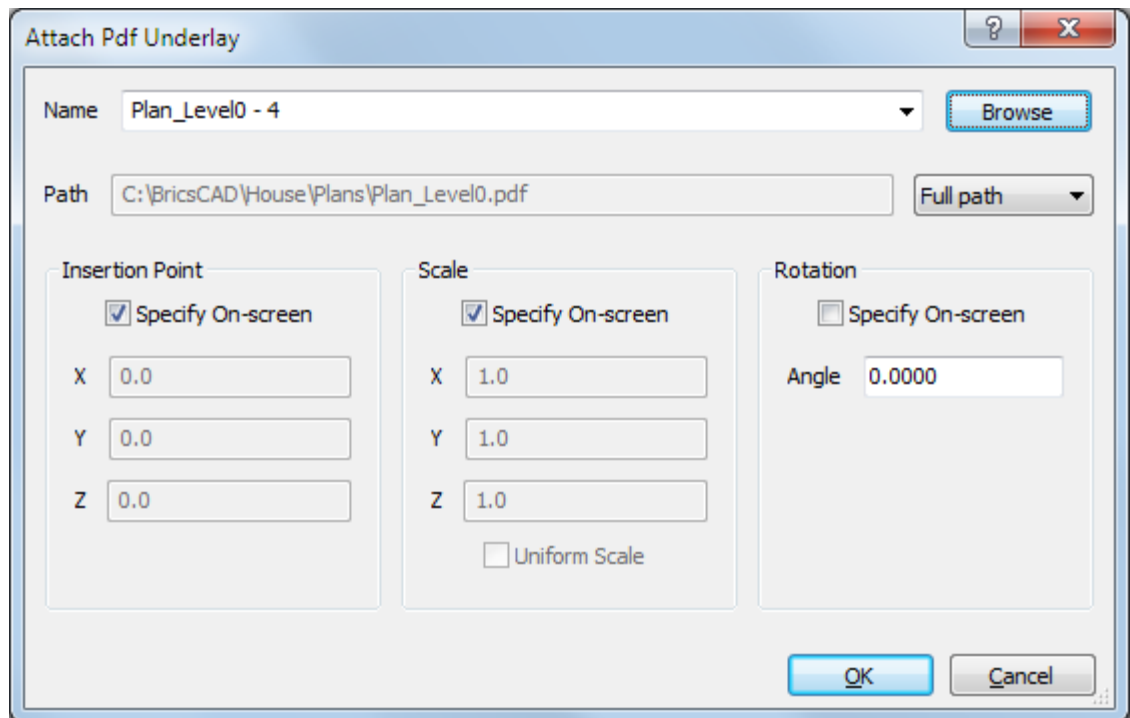 Attach Pdf Underlay
?
Name Plan_Level0 - 4 Browse
Path C:\BricsCAD\House\Plans\Plan_Level0.pdf Full path
Insertion Point Scale Rotation
Specify On-screen Specify On-screen Specify On-screen
X 0.0 X 1.0 Angle 0.0000
Y 0.0 Y 1.0
Z 0.0 Z 1.0
Uniform Scale
OK Cancel